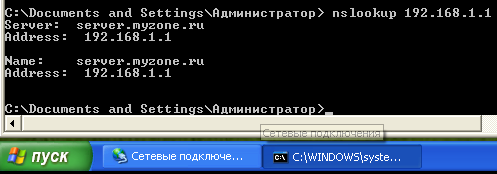 C:\Documents and Settings\Администратор> nslookup 192.168.1.1
Server:  server.myzone.ru
Address:  192.168.1.1
Name:    server.myzone.ru
Address:  192.168.1.1
C:\Documents and Settings\Администратор>_
Сетевые подключения
пуск
Сетевые подключе...
C:\WINDOWS\syste...